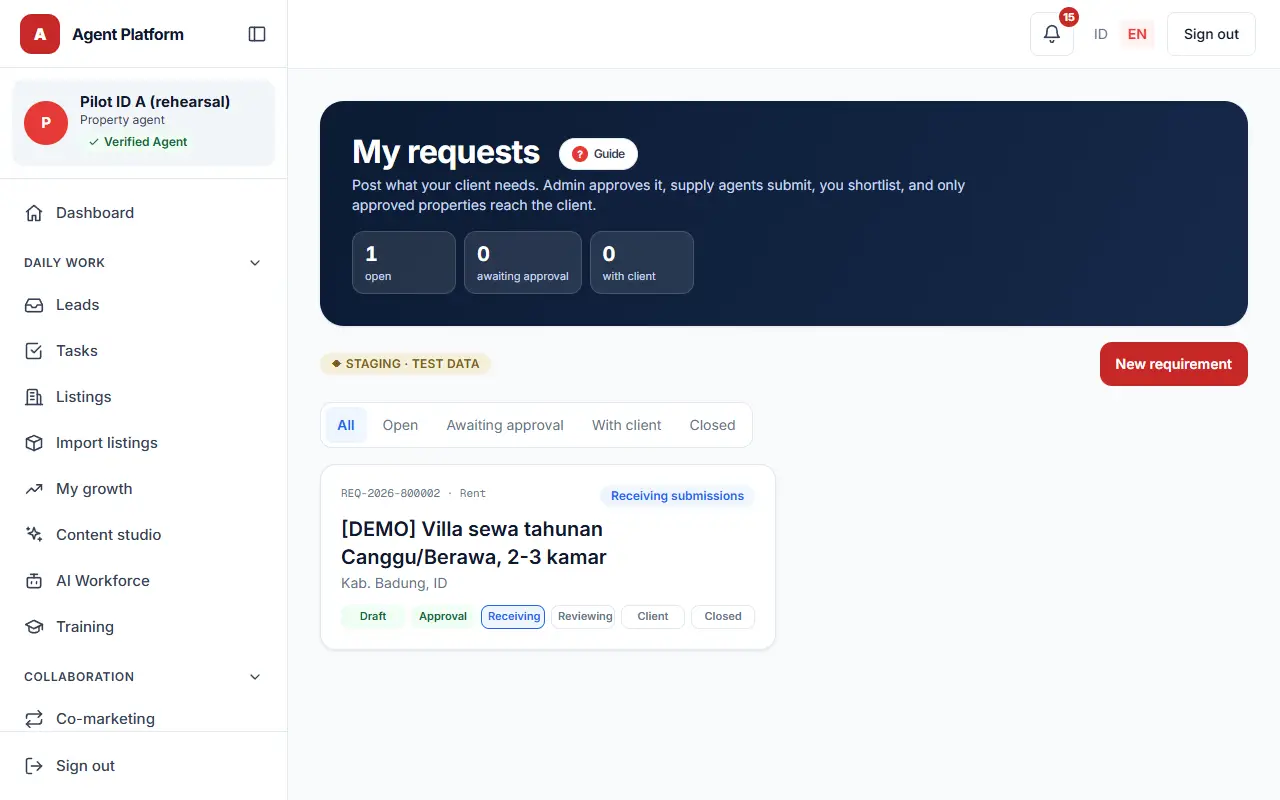 A
Agent Platform
15
ID
EN
Sign out
P
Pilot ID A (rehearsal)
Property agent
Verified Agent
Dashboard
DAILY WORK
Leads
Tasks
Listings
Import listings
My growth
Content studio
AI Workforce
Training
COLLABORATION
Co-marketing
Sign out
My requests
? Guide
Post what your client needs. Admin approves it, supply agents submit, you shortlist, and only
approved properties reach the client.
1
open
0
awaiting approval
0
with client
STAGING · TEST DATA
New requirement
All
Open
Awaiting approval
With client
Closed
REQ-2026-800002 · Rent
Receiving submissions
[DEMO] Villa sewa tahunan
Canggu/Berawa, 2-3 kamar
Kab. Badung, ID
Draft
Approval
Receiving
Reviewing
Client
Closed